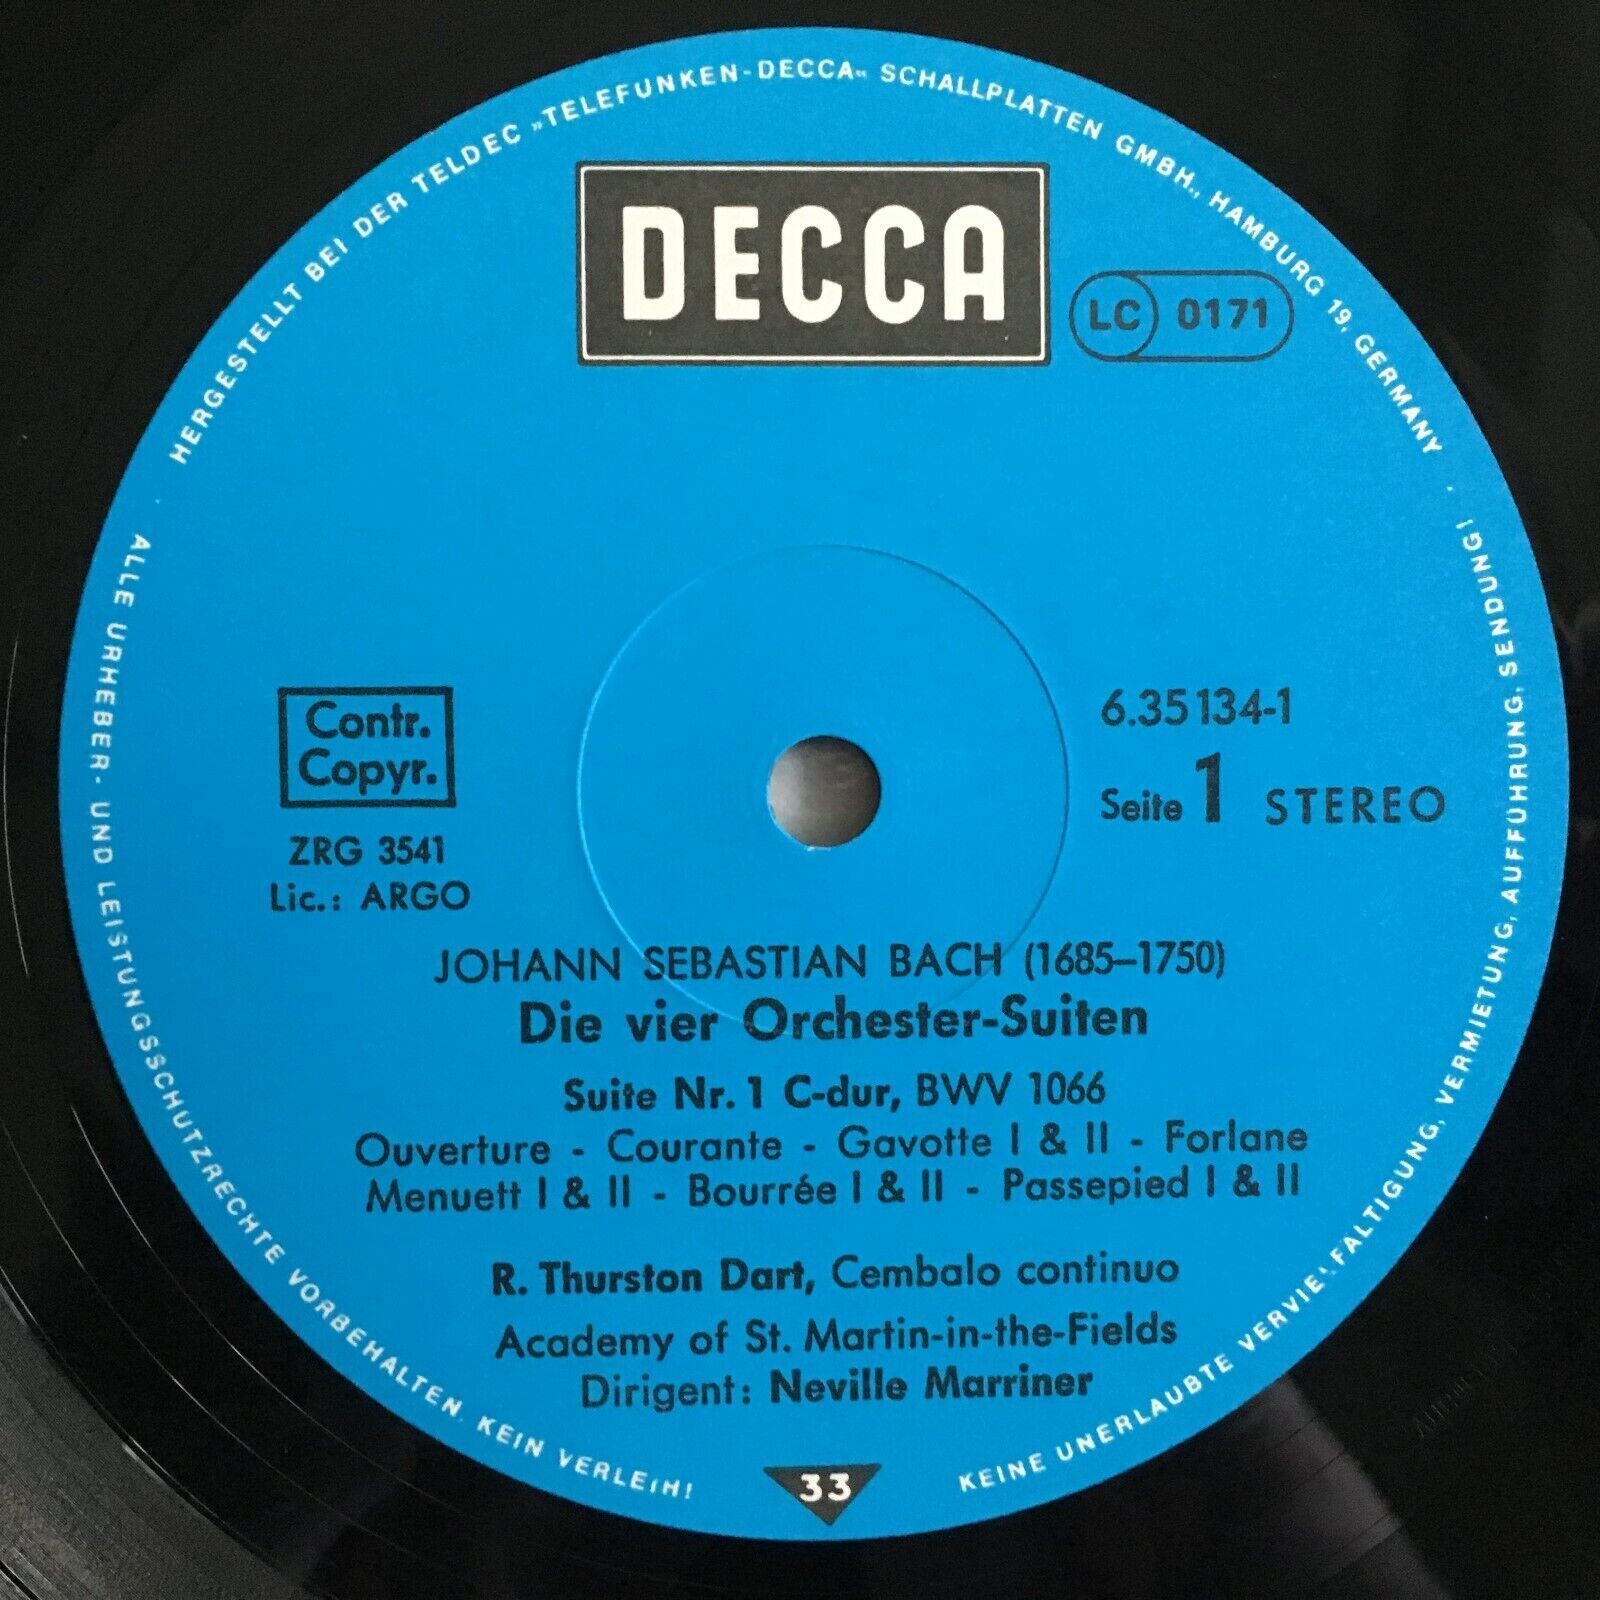 HERGESTELLT BEI DER TELDEC »TELEFUNKEN-DECCA« SCHALLPLATTEN GMBH., HAMBURG 19, GERMANY
DECCA
LC 0171
Contr.
Copyr.
ZRG 3541
Lic.: ARGO
6.35134-1
Seite 1 STEREO
JOHANN SEBASTIAN BACH (1685–1750)
Die vier Orchester-Suiten
Suite Nr. 1 C-dur, BWV 1066
Ouverture - Courante - Gavotte I & II - Forlane
Menuett I & II - Bourrée I & II - Passepied I & II
R. Thurston Dart, Cembalo continuo
Academy of St. Martin-in-the-Fields
Dirigent: Neville Marriner
33
ALLE URHEBER- UND LEISTUNGSSCHUTZRECHTE VORBEHALTEN. KEIN VERLEIH!
KEINE UNERLAUBTE VERVIELFALTIGUNG, VERMIETUNG, AUFFÜHRUNG, SENDUNG!